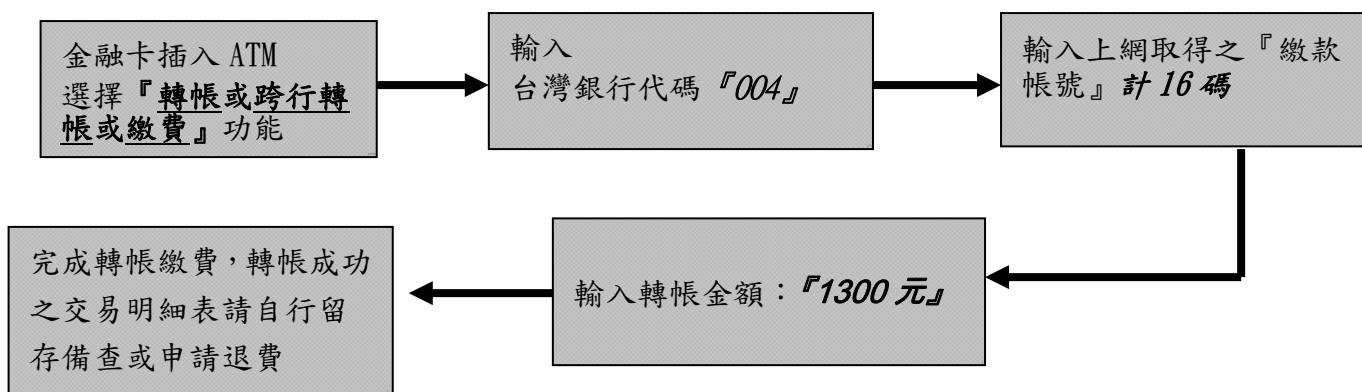 金融卡插入 ATM
選擇『轉帳或跨行轉
帳或繳費』功能
輸入
台灣銀行代碼『004』
輸入上網取得之『繳款
帳號』計 16 碼
輸入轉帳金額：『1300 元』
完成轉帳繳費，轉帳成功
之交易明細表請自行留
存備查或申請退費